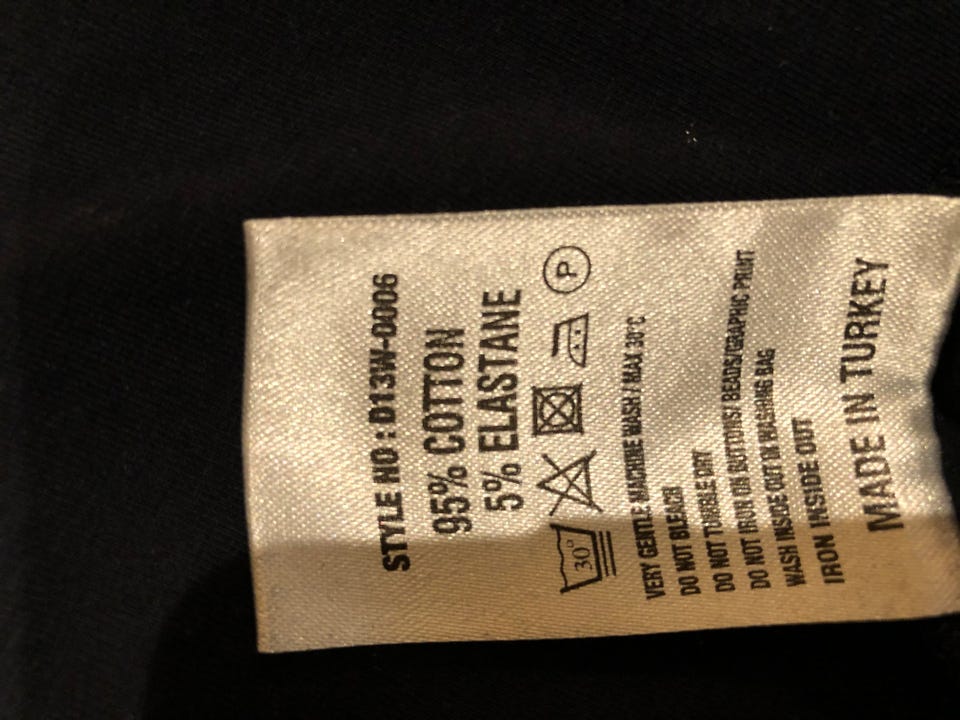 STYLE NO: D13W-0006
95% COTTON
5% ELASTANE
30° P
VERY GENTLE MACHINE WASH / MAX 30°C
DO NOT BLEACH
DO NOT TUMBLE DRY
DO NOT IRON ON BUTTONS/ BEADS/GRAPHIC PRINT
WASH INSIDE OUT IN WASHING BAG
IRON INSIDE OUT
MADE IN TURKEY